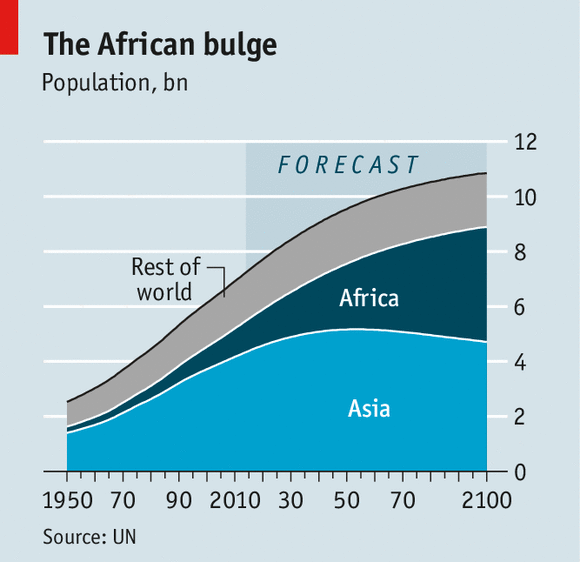 The African bulge
Population, bn
12
FORECAST
10
8
Rest of
world
Africa
6
4
Asia
2
0
1950 70 90 2010 30 50 70 2100
Source: UN